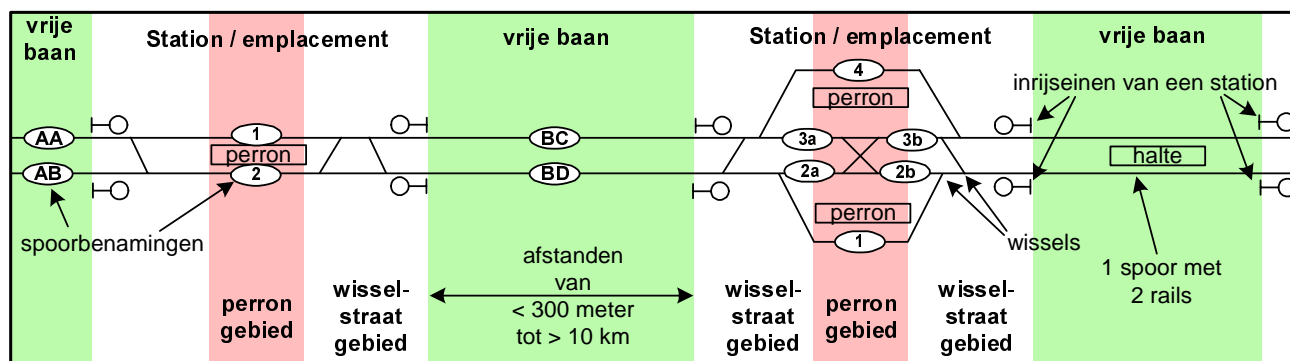 vrije
baan
Station / emplacement
vrije baan
Station / emplacement
vrije baan
4
inrijseinen van een station
perron
AA
1
BC
3a
3b
perron
halte
AB
2
BD
2a
2b
perron
spoorbenamingen
1
wissels
afstanden
van
< 300 meter
tot > 10 km
1 spoor met
2 rails
perron
gebied
wissel-
straat
gebied
wissel-
straat
gebied
perron
gebied
wissel-
straat
gebied